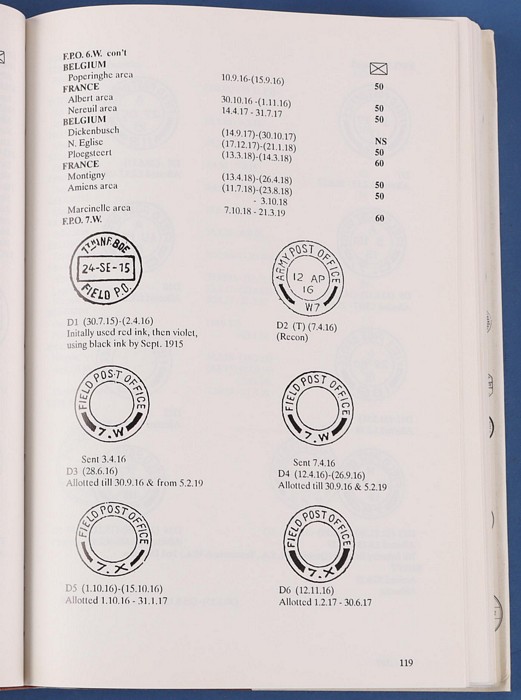 F.P.O. 6.W. con't
BELGIUM
Poperinghe area 10.9.16-(15.9.16)
FRANCE 50
Albert area 30.10.16 -(1.11.16)
Nereuil area 14.4.17 - 31.7.17 50
BELGIUM 50
Dickenbusch (14.9.17)-(30.10.17)
N. Eglise (17.12.17)-(21.1.18) NS
Ploegsteert (13.3.18)-(14.3.18) 50
FRANCE 60
Montigny (13.4.18)-(26.4.18)
Amiens area (11.7.18)-(23.8.18) 50
- 3.10.18 50
Marcinelle area 7.10.18 - 21.3.19
F.P.O. 7.W. 60
7TH INF. BDE
24-SE-15
FIELD P.O.
ARMY POST OFFICE
12 AP
16
W7
D1 (30.7.15)-(2.4.16)
Initally used red ink, then violet,
using black ink by Sept. 1915
D2 (T) (7.4.16)
(Recon)
FIELD POST OFFICE
7.W
FIELD POST OFFICE
7.W
Sent 3.4.16
D3 (28.6.16)
Allotted till 30.9.16 & from 5.2.19
Sent 7.4.16
D4 (12.4.16)-(26.9.16)
Allotted till 30.9.16 & 5.2.19
FIELD POST OFFICE
7.X
FIELD POST OFFICE
7.X
D5 (1.10.16)-(15.10.16)
Allotted 1.10.16 - 31.1.17
D6 (12.11.16)
Allotted 1.2.17 - 30.6.17
119